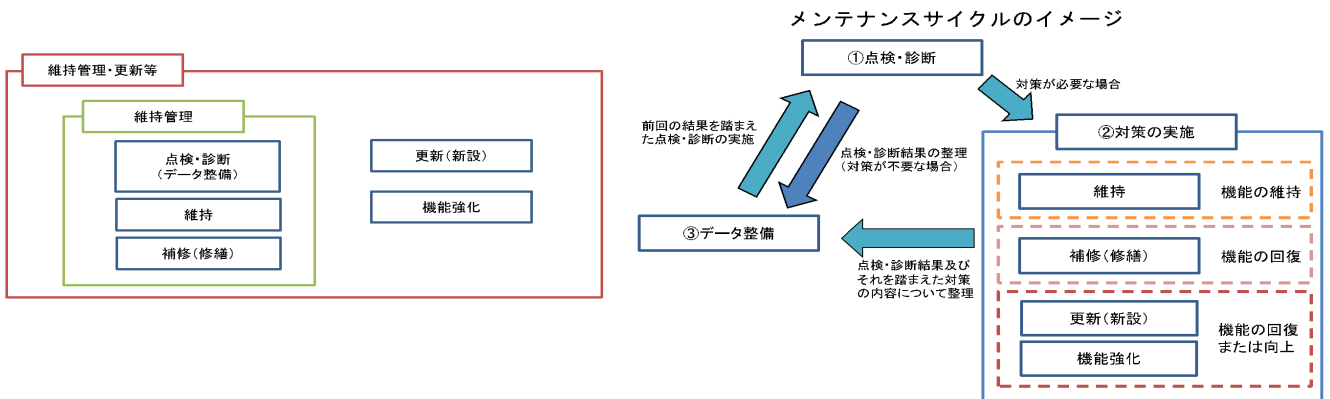 維持管理・更新等
維持管理
点検・診断
(データ整備)
維持
補修(修繕)
更新(新設)
機能強化
メンテナンスサイクルのイメージ
①点検・診断
対策が必要な場合
前回の結果を踏まえ
た点検・診断の実施
点検・診断結果の整理
(対策が不要な場合)
②対策の実施
維持
機能の維持
③データ整備
補修(修繕)
機能の回復
点検・診断結果及び
それを踏まえた対策
の内容について整理
更新(新設)
機能強化
機能の回復
または向上